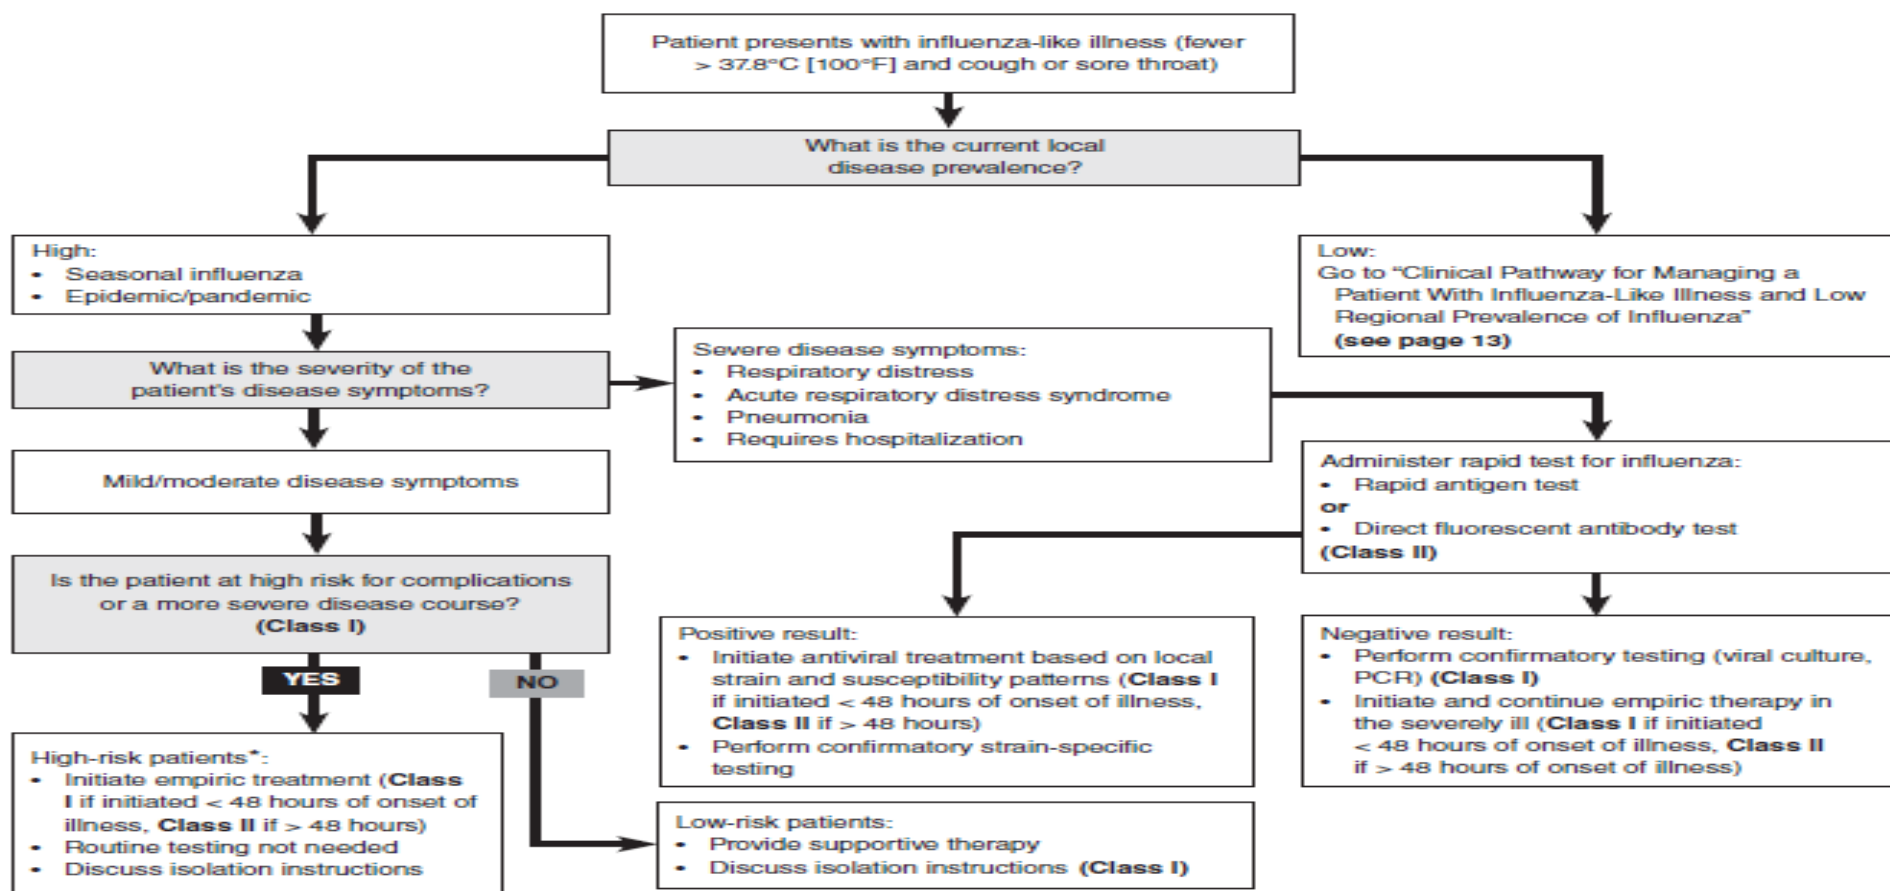 Patient presents with influenza-like illness (fever
> 37.8°C [100°F] and cough or sore throat)
What is the current local
disease prevalence?
High:
• Seasonal influenza
• Epidemic/pandemic
Low:
Go to “Clinical Pathway for Managing a
Patient With Influenza-Like Illness and Low
Regional Prevalence of Influenza”
(see page 13)
What is the severity of the
patient's disease symptoms?
Severe disease symptoms:
• Respiratory distress
• Acute respiratory distress syndrome
• Pneumonia
• Requires hospitalization
Mild/moderate disease symptoms
Administer rapid test for influenza:
• Rapid antigen test
or
• Direct fluorescent antibody test
(Class II)
Is the patient at high risk for complications
or a more severe disease course?
(Class I)
YES
NO
Positive result:
• Initiate antiviral treatment based on local
strain and susceptibility patterns (Class I
if initiated < 48 hours of onset of illness,
Class II if > 48 hours)
• Perform confirmatory strain-specific
testing
Negative result:
• Perform confirmatory testing (viral culture,
PCR) (Class I)
• Initiate and continue empiric therapy in
the severely ill (Class I if initiated
< 48 hours of onset of illness, Class II
if > 48 hours of onset of illness)
High-risk patients*:
• Initiate empiric treatment (Class
I if initiated < 48 hours of onset of
illness, Class II if > 48 hours)
• Routine testing not needed
• Discuss isolation instructions
Low-risk patients:
• Provide supportive therapy
• Discuss isolation instructions (Class I)